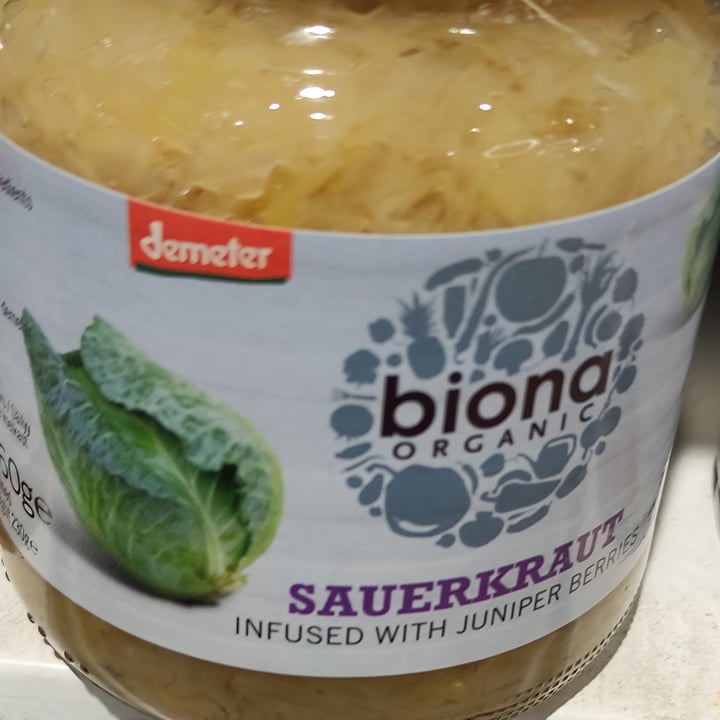 demeter
biona
ORGANIC
SAUERKRAUT
INFUSED WITH JUNIPER BERRIES